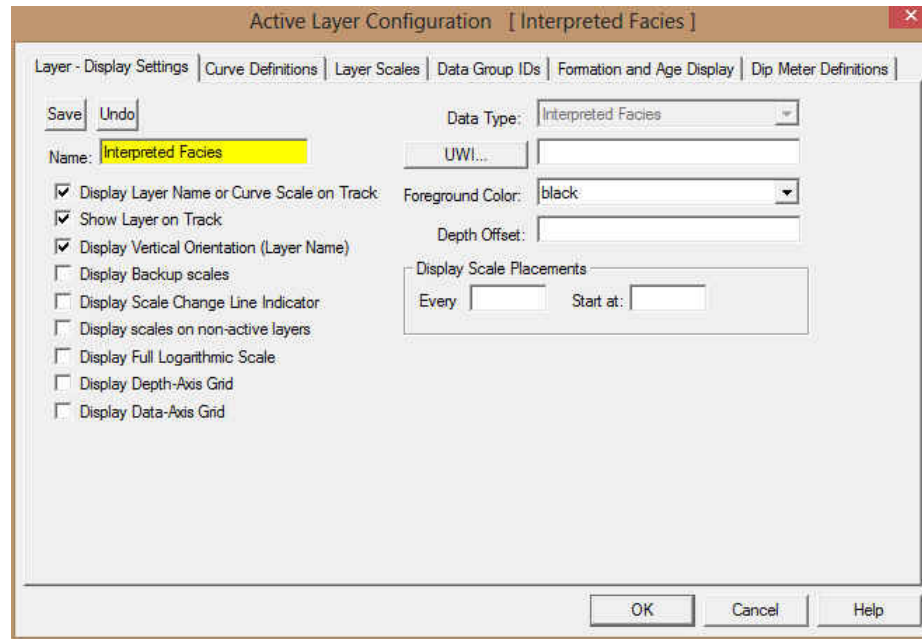 Active Layer Configuration [ Interpreted Facies ]
Layer - Display Settings Curve Definitions Layer Scales Data Group IDs Formation and Age Display Dip Meter Definitions
Save Undo
Name: Interpreted Facies
Display Layer Name or Curve Scale on Track
Show Layer on Track
Display Vertical Orientation (Layer Name)
Display Backup scales
Display Scale Change Line Indicator
Display scales on non-active layers
Display Full Logarithmic Scale
Display Depth-Axis Grid
Display Data-Axis Grid
Data Type: Interpreted Facies
UWI...
Foreground Color: black
Depth Offset:
Display Scale Placements
Every Start at:
OK Cancel Help